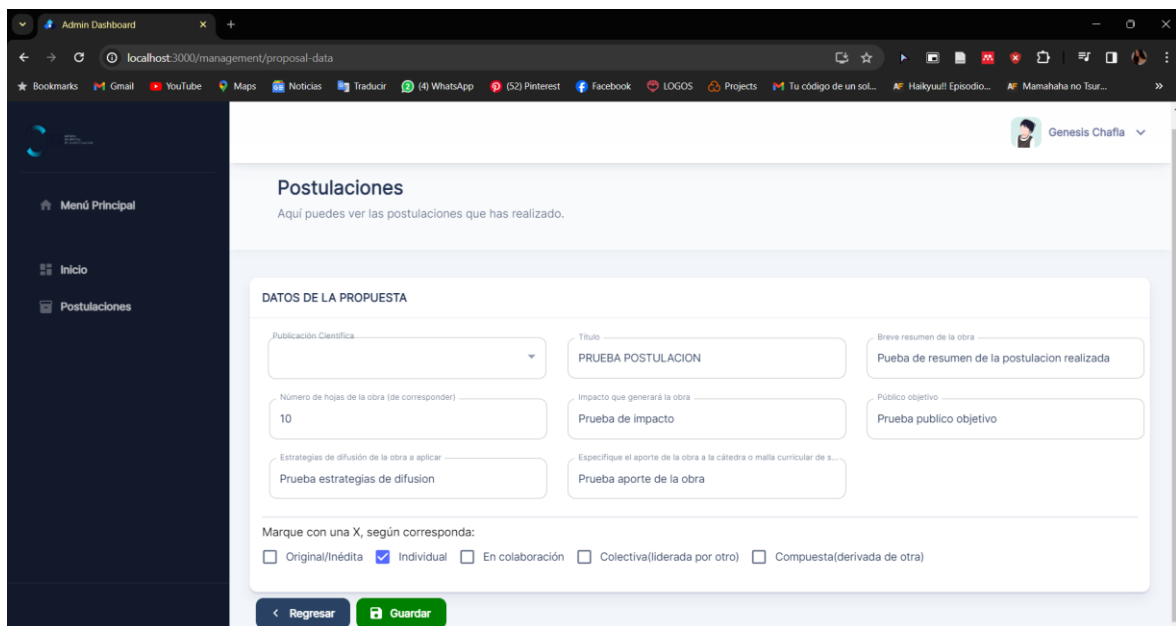 Admin Dashboard
localhost:3000/management/proposal-data
Bookmarks Gmail YouTube Maps Noticias Traducir (4) WhatsApp (52) Pinterest Facebook LOGOS Projects Tu código de un sol... Haikyuu!! Episodio... Mamahaha no Tsur... »
Genesis Chafla
Postulaciones
Aquí puedes ver las postulaciones que has realizado.
Menú Principal
Inicio
Postulaciones
DATOS DE LA PROPUESTA
Publicación Científica Título Breve resumen de la obra
PRUEBA POSTULACION Pueba de resumen de la postulacion realizada
Número de hojas de la obra (de corresponder) Impacto que generará la obra Público objetivo
10 Prueba de impacto Prueba publico objetivo
Estrategias de difusión de la obra a aplicar Especifique el aporte de la obra a la cátedra o malla curricular de s...
Prueba estrategias de difusion Prueba aporte de la obra
Marque con una X, según corresponda:
Original/Inédita Individual En colaboración Colectiva(liderada por otro) Compuesta(derivada de otra)
Regresar Guardar